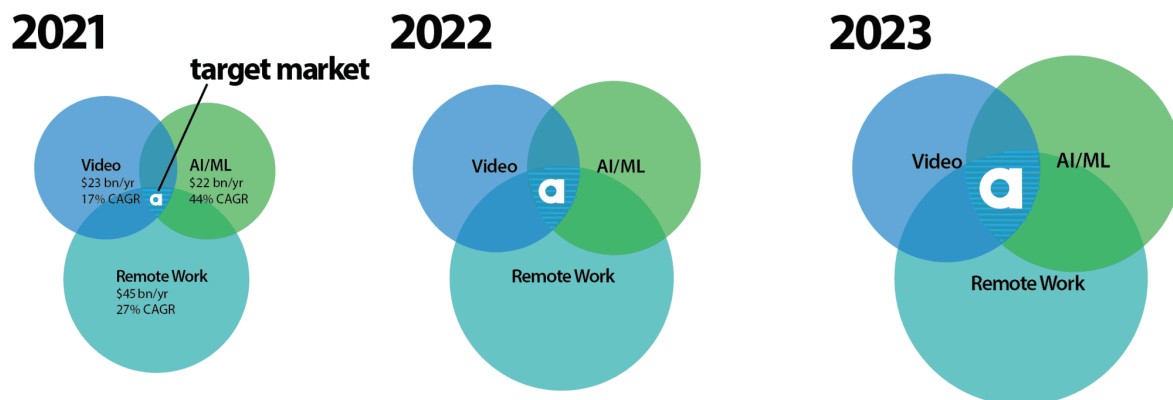 2021
target market
Video
$23 bn/yr
17% CAGR
AI/ML
$22 bn/yr
44% CAGR
a
Remote Work
$45 bn/yr
27% CAGR
2022
Video
AI/ML
a
Remote Work
2023
Video
AI/ML
a
Remote Work